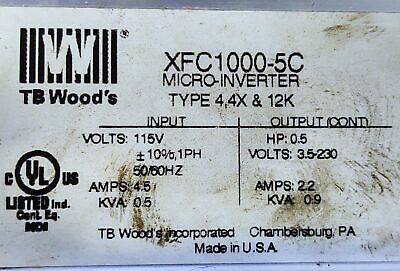 XFC1000-5C
MICRO-INVERTER
TB Wood's
TYPE 4,4X & 12K
INPUT
OUTPUT (CONT)
VOLTS: 115V
HP: 0.5
±10%,1PH
VOLTS: 3.5-230
50/60HZ
C UL US
AMPS: 4.5
AMPS: 2.2
LISTED Ind.
KVA: 0.5
KVA: 0.9
Cont. Eq.
TB Wood's Incorporated Chambersburg, PA
Made in U.S.A.